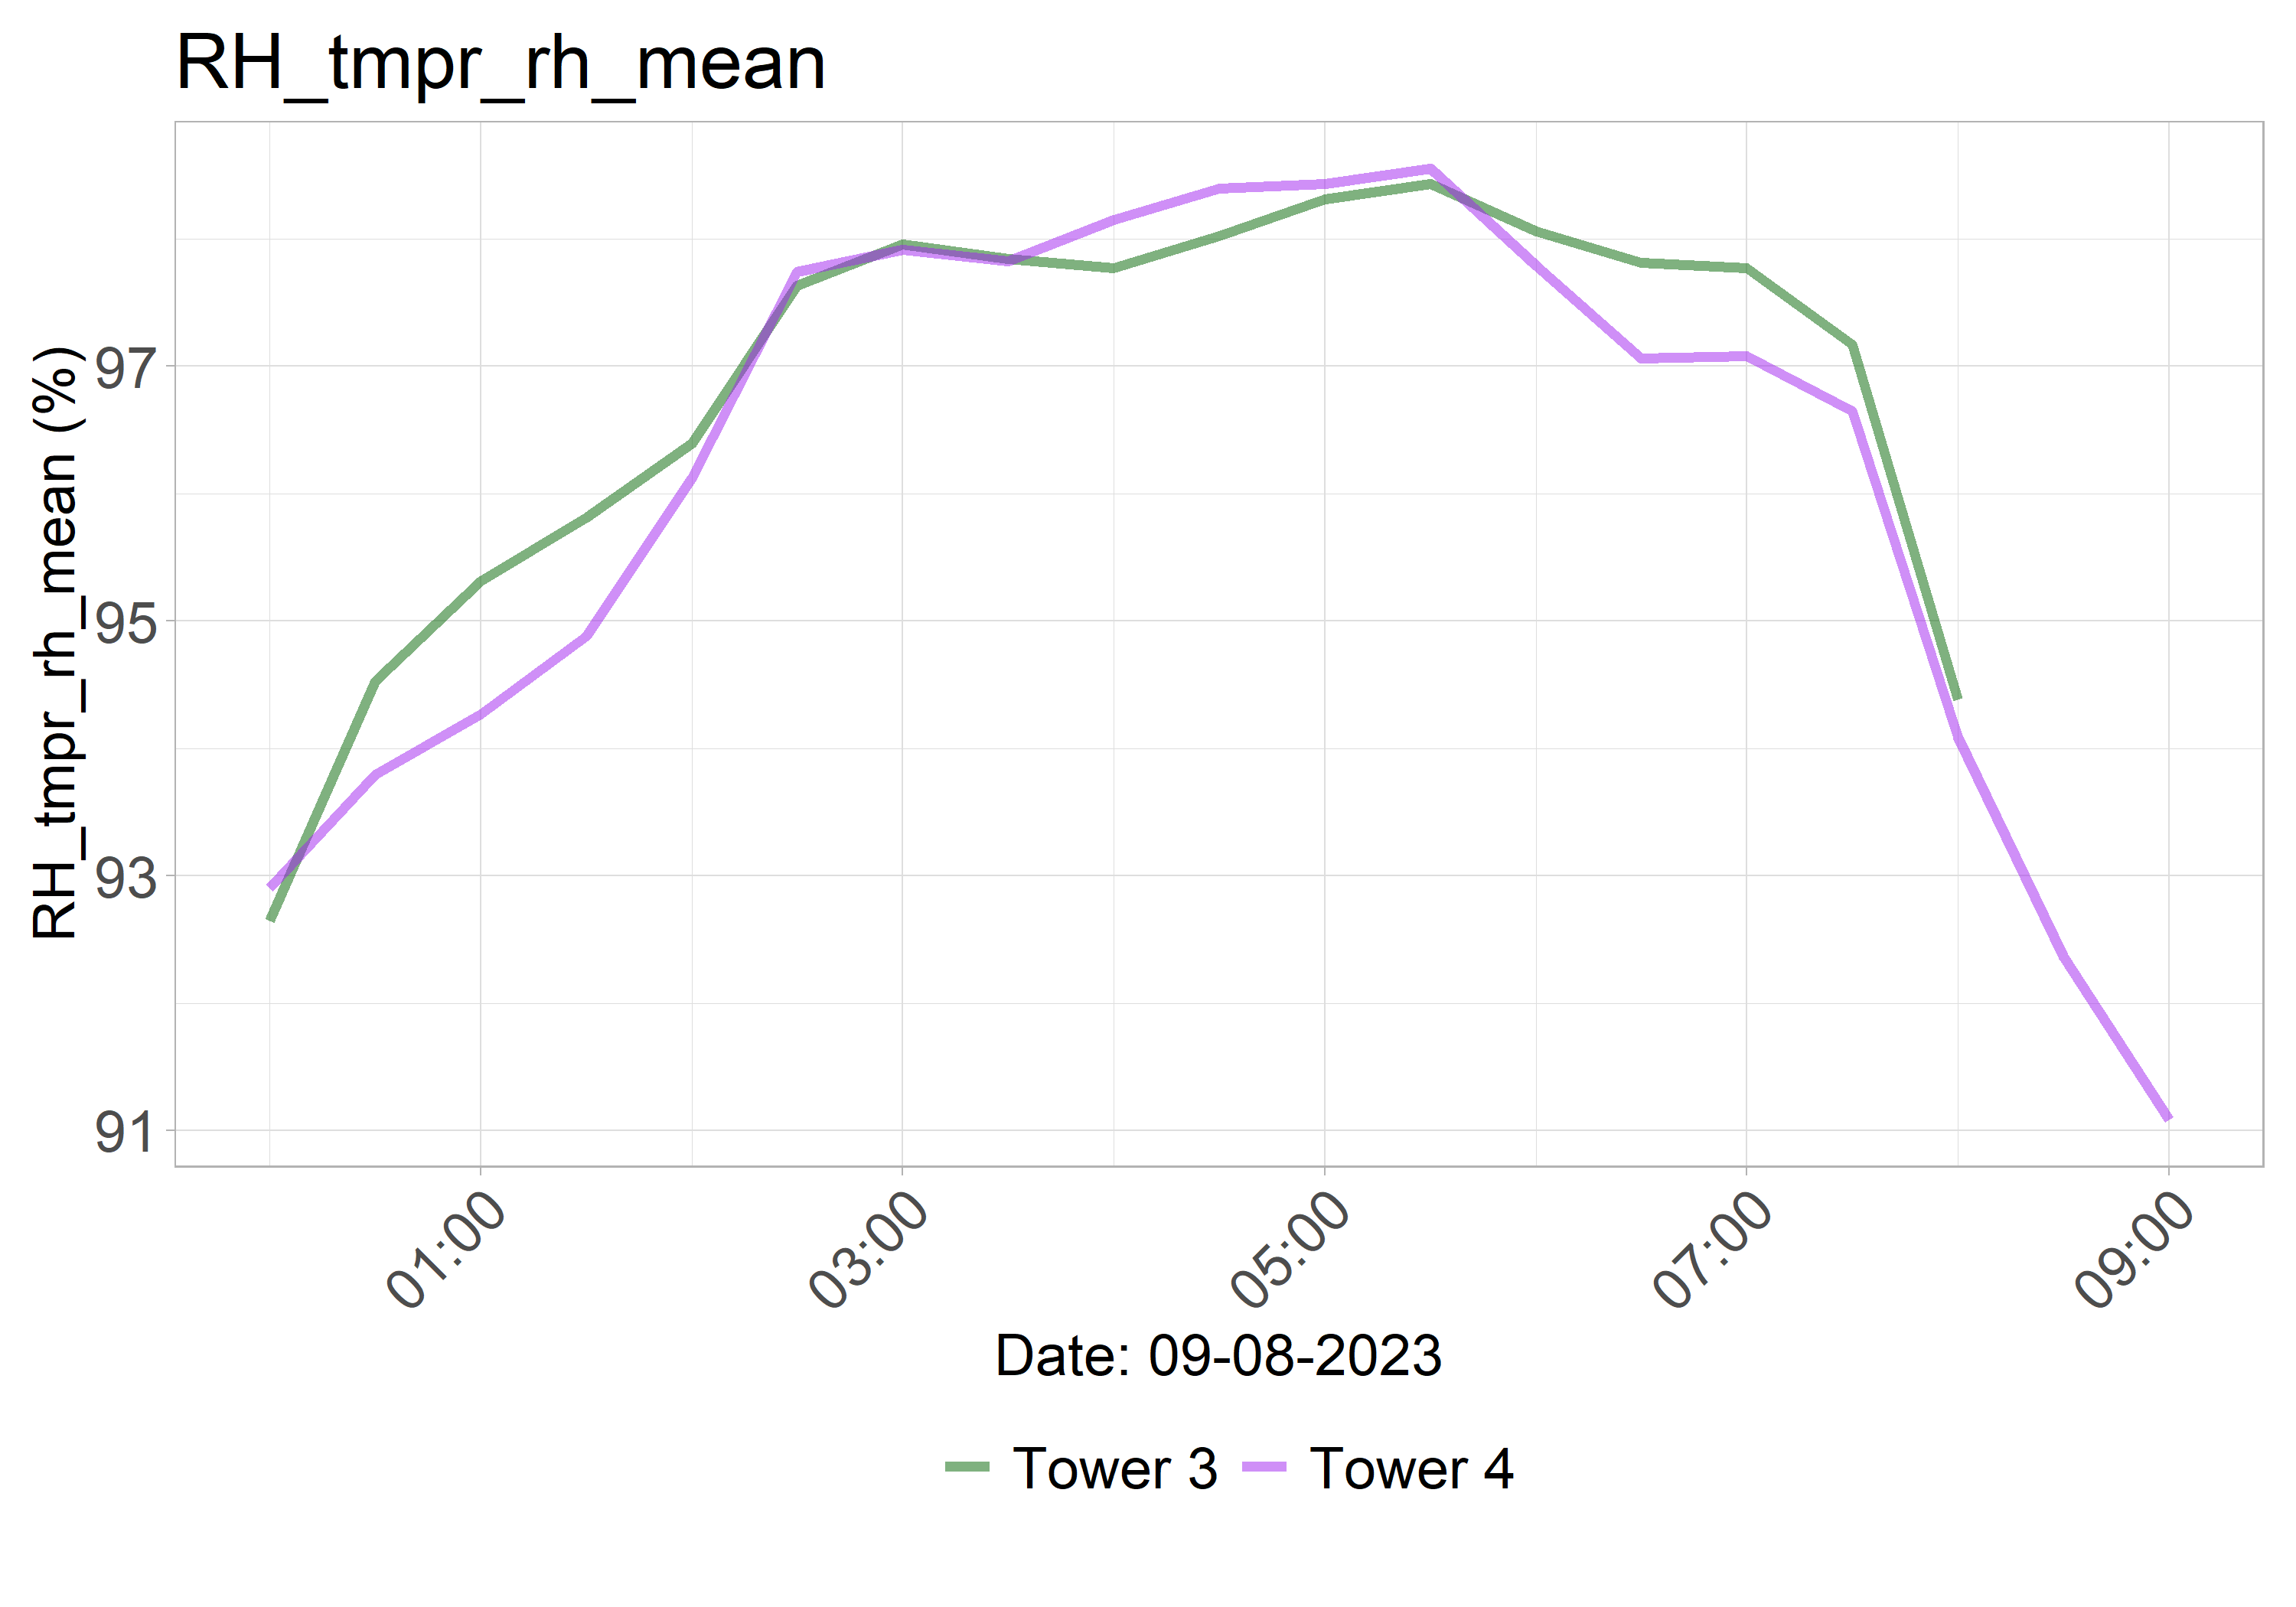 RH_tmpr_rh_mean
RH_tmpr_rh_mean (%)
97
95
93
91
01:00
03:00
05:00
07:00
09:00
Date: 09-08-2023
Tower 3
Tower 4